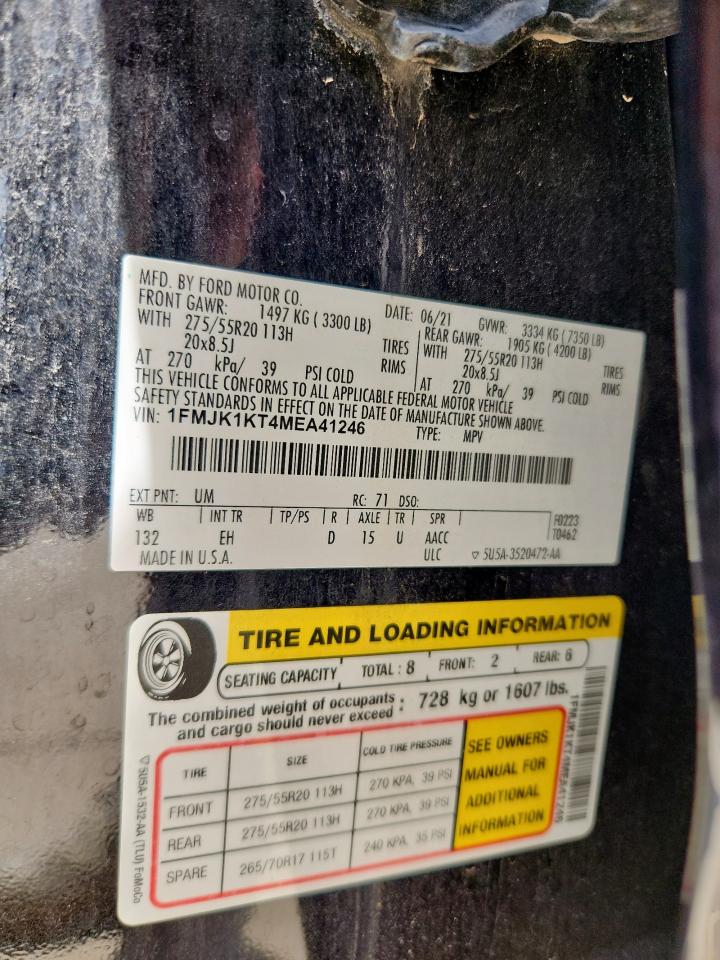 MFD. BY FORD MOTOR CO.
DATE: 06/21 GVWR: 3334 KG ( 7350 LB)
FRONT GAWR: 1497 KG ( 3300 LB)
WITH 275/55R20 113H TIRES
20x8.5J RIMS
AT 270 kPa/ 39 PSI COLD
REAR GAWR: 1905 KG ( 4200 LB)
WITH 275/55R20 113H TIRES
20x8.5J RIMS
AT 270 kPa/ 39 PSI COLD
THIS VEHICLE CONFORMS TO ALL APPLICABLE FEDERAL MOTOR VEHICLE
SAFETY STANDARDS IN EFFECT ON THE DATE OF MANUFACTURE SHOWN ABOVE.
VIN: 1FMJK1KT4MEA41246
TYPE: MPV
EXT PNT: UM RC: 71 DSO:
WB INT TR TP/PS R AXLE TR SPR
132 EH D 15 U AACC
ULC
F0223
T0462
MADE IN U.S.A.
▽ 5U5A-3520472-AA
TIRE AND LOADING INFORMATION
SEATING CAPACITY TOTAL : 8 FRONT: 2 REAR: 6
The combined weight of occupants and cargo should never exceed : 728 kg or 1607 lbs.
TIRE SIZE COLD TIRE PRESSURE
FRONT 275/55R20 113H 270 KPA, 39 PSI
REAR 275/55R20 113H 270 KPA, 39 PSI
SPARE 265/70R17 115T 240 KPA, 35 PSI
SEE OWNERS
MANUAL FOR
ADDITIONAL
INFORMATION
▽ 5U5A-1532-AA (TLU) FoMoCo
1FMJK1KT4MEA41246